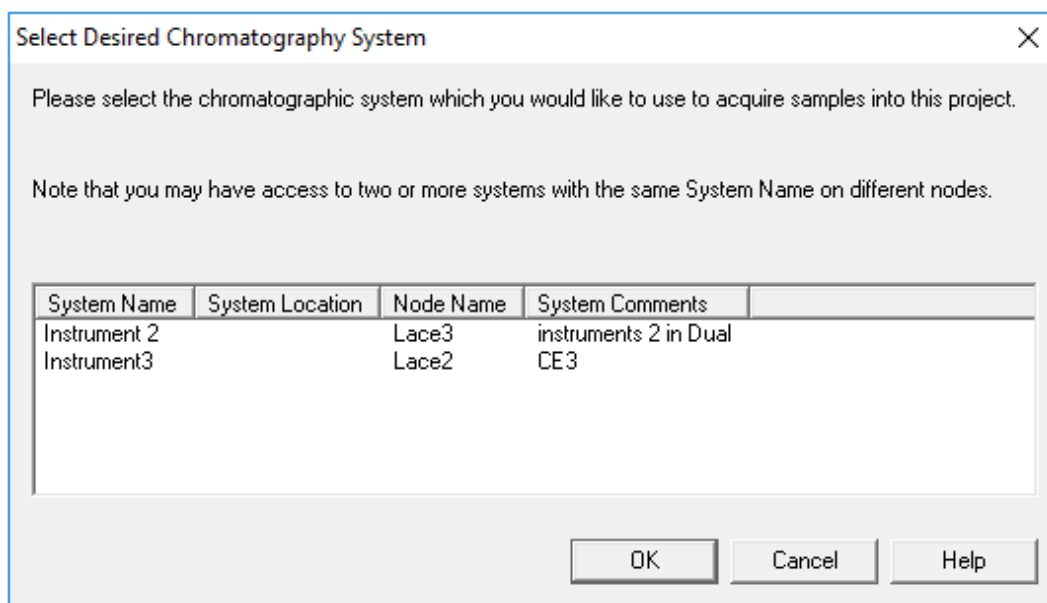 Select Desired Chromatography System
Please select the chromatographic system which you would like to use to acquire samples into this project.
Note that you may have access to two or more systems with the same System Name on different nodes.
System Name System Location Node Name System Comments
Instrument 2 Lace3 instruments 2 in Dual
Instrument3 Lace2 CE3
OK Cancel Help